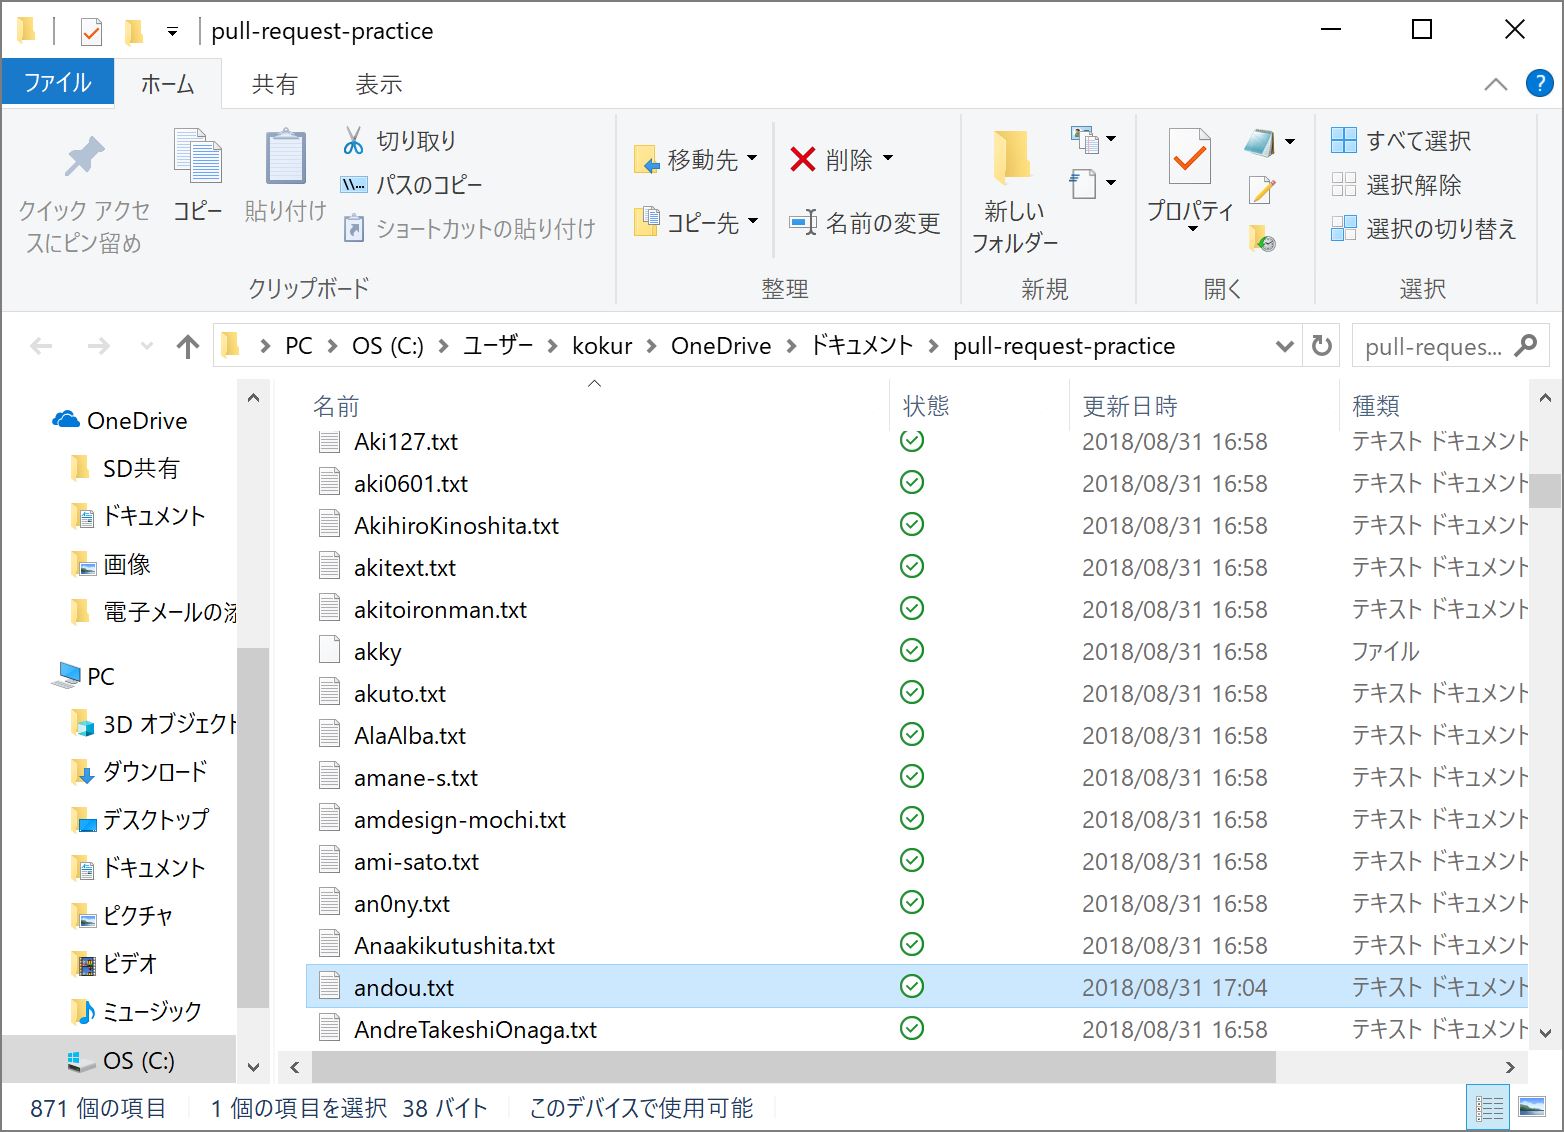 pull-request-practice
ファイル ホーム 共有 表示 ?
クイック アクセスにピン留め
コピー
貼り付け
切り取り
パスのコピー
ショートカットの貼り付け
クリップボード
移動先
コピー先
削除
名前の変更
整理
新しい
フォルダー
新規
プロパティ
開く
すべて選択
選択解除
選択の切り替え
選択
PC OS (C:) ユーザー kokur OneDrive ドキュメント pull-request-practice
pull-reques...
OneDrive
SD共有
ドキュメント
画像
電子メールの
PC
3D オブジェクト
ダウンロード
デスクトップ
ドキュメント
ピクチャ
ビデオ
ミュージック
OS (C:)
名前 状態 更新日時 種類
Aki127.txt 2018/08/31 16:58 テキスト ドキュメント
aki0601.txt 2018/08/31 16:58 テキスト ドキュメント
AkihiroKinoshita.txt 2018/08/31 16:58 テキスト ドキュメント
akitext.txt 2018/08/31 16:58 テキスト ドキュメント
akitoironman.txt 2018/08/31 16:58 テキスト ドキュメント
akky 2018/08/31 16:58 ファイル
akuto.txt 2018/08/31 16:58 テキスト ドキュメント
AlaAlba.txt 2018/08/31 16:58 テキスト ドキュメント
amane-s.txt 2018/08/31 16:58 テキスト ドキュメント
amdesign-mochi.txt 2018/08/31 16:58 テキスト ドキュメント
ami-sato.txt 2018/08/31 16:58 テキスト ドキュメント
an0ny.txt 2018/08/31 16:58 テキスト ドキュメント
Anaakikutushita.txt 2018/08/31 16:58 テキスト ドキュメント
andou.txt 2018/08/31 17:04 テキスト ドキュメント
AndreTakeshiOnaga.txt 2018/08/31 16:58 テキスト ドキュメント
871 個の項目 1 個の項目を選択 38 バイト このデバイスで使用可能